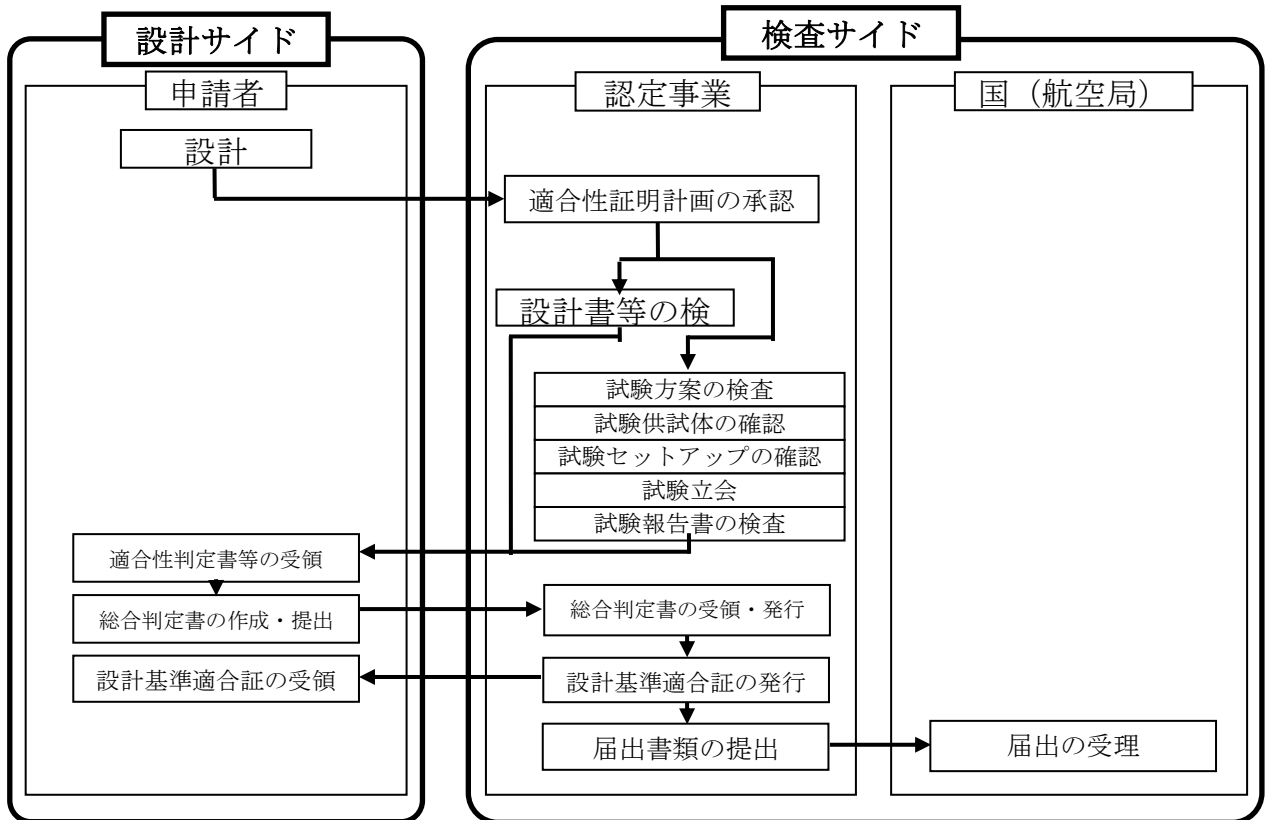 設計サイド
検査サイド
申請者
認定事業
国（航空局）
設計
適合性証明計画の承認
設計書等の検
試験方案の検査
試験供試体の確認
試験セットアップの確認
試験立会
試験報告書の検査
適合性判定書等の受領
総合判定書の作成・提出
総合判定書の受領・発行
設計基準適合証の受領
設計基準適合証の発行
届出書類の提出
届出の受理